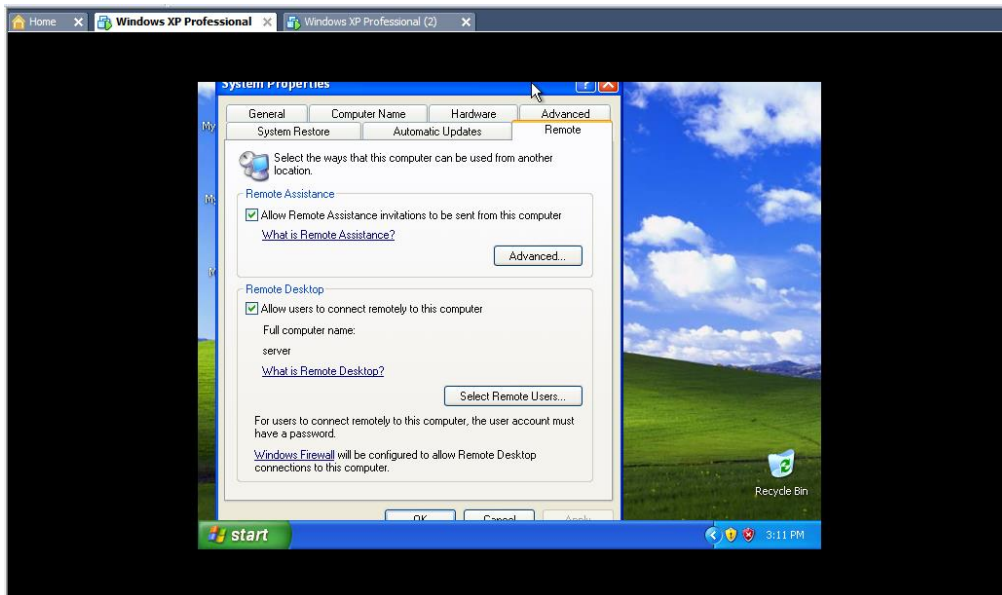 Home
Windows XP Professional
Windows XP Professional (2)
System Properties
General
Computer Name
Hardware
Advanced
System Restore
Automatic Updates
Remote
Select the ways that this computer can be used from another
location.
Remote Assistance
Allow Remote Assistance invitations to be sent from this computer
What is Remote Assistance?
Advanced...
Remote Desktop
Allow users to connect remotely to this computer
Full computer name:
server
What is Remote Desktop?
Select Remote Users...
For users to connect remotely to this computer, the user account must
have a password.
Windows Firewall will be configured to allow Remote Desktop
connections to this computer.
OK
Cancel
Apply
My
Recycle Bin
start
3:11 PM